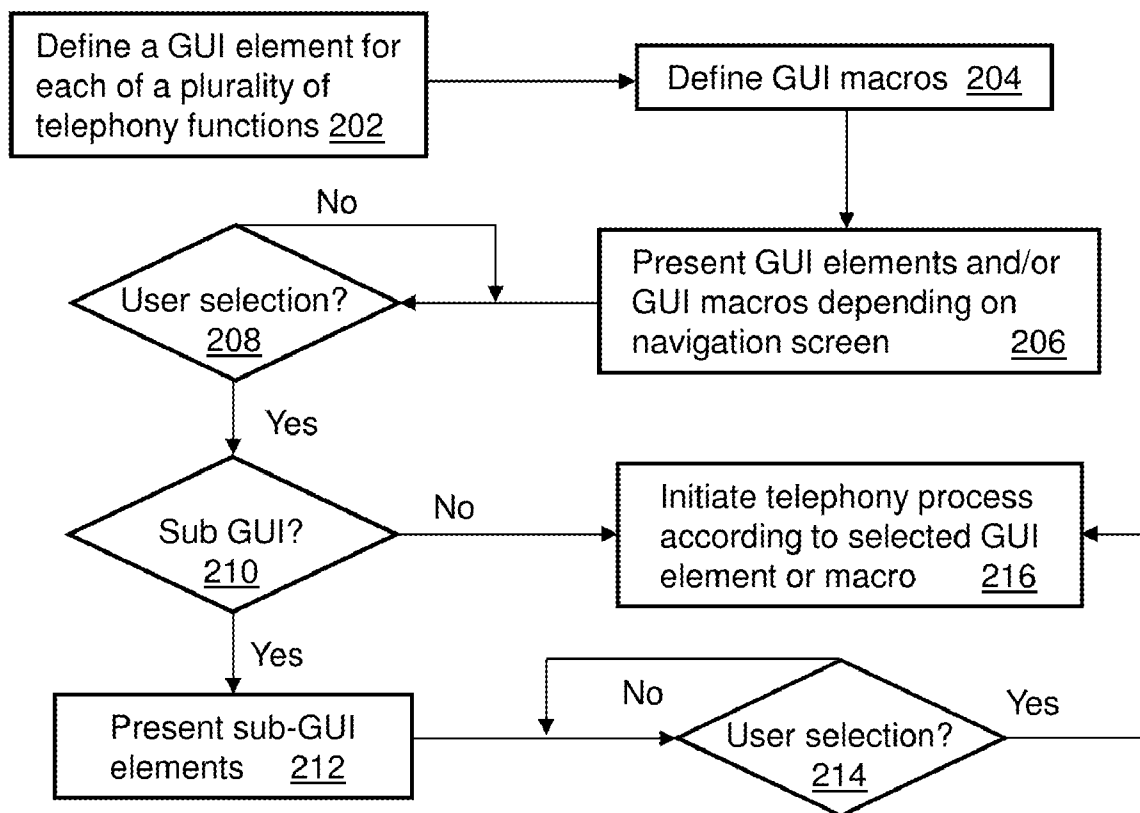 Define a GUI element for
each of a plurality of
telephony functions 202
Define GUI macros 204
No
User selection?
208
Present GUI elements and/or
GUI macros depending on
navigation screen 206
Yes
Sub GUI?
210
No
Initiate telephony process
according to selected GUI
element or macro 216
Yes
Present sub-GUI
elements 212
No
User selection?
214
Yes